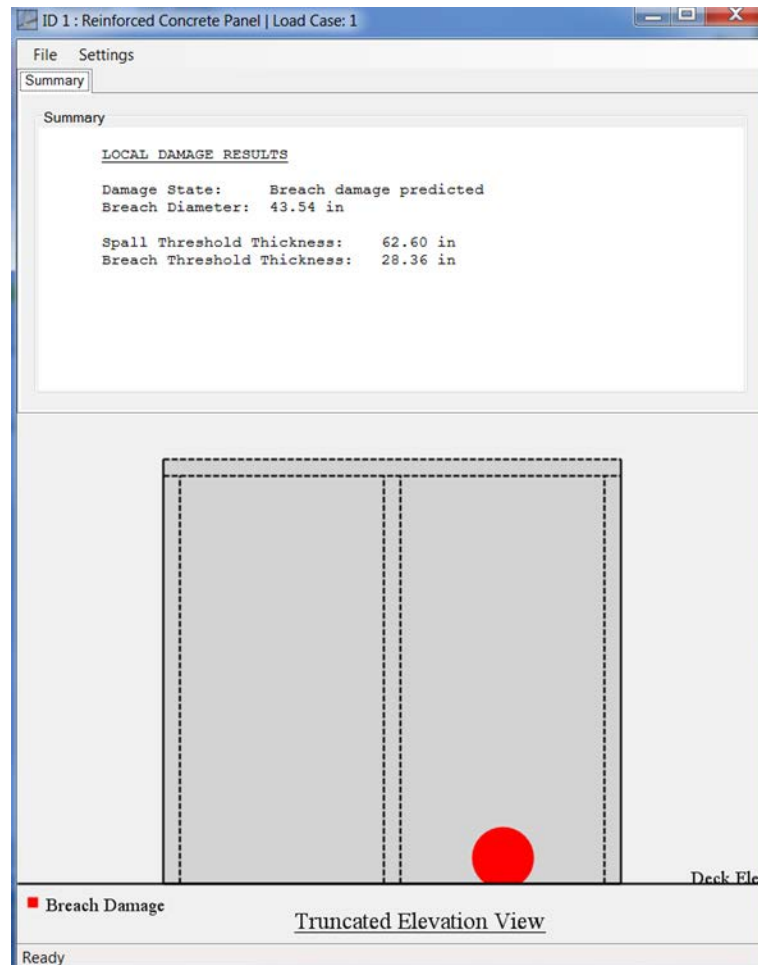 ID 1 : Reinforced Concrete Panel | Load Case: 1
File Settings
Summary
Summary
LOCAL DAMAGE RESULTS
Damage State: Breach damage predicted
Breach Diameter: 43.54 in
Spall Threshold Thickness: 62.60 in
Breach Threshold Thickness: 28.36 in
Deck Ele
Breach Damage
Truncated Elevation View
Ready